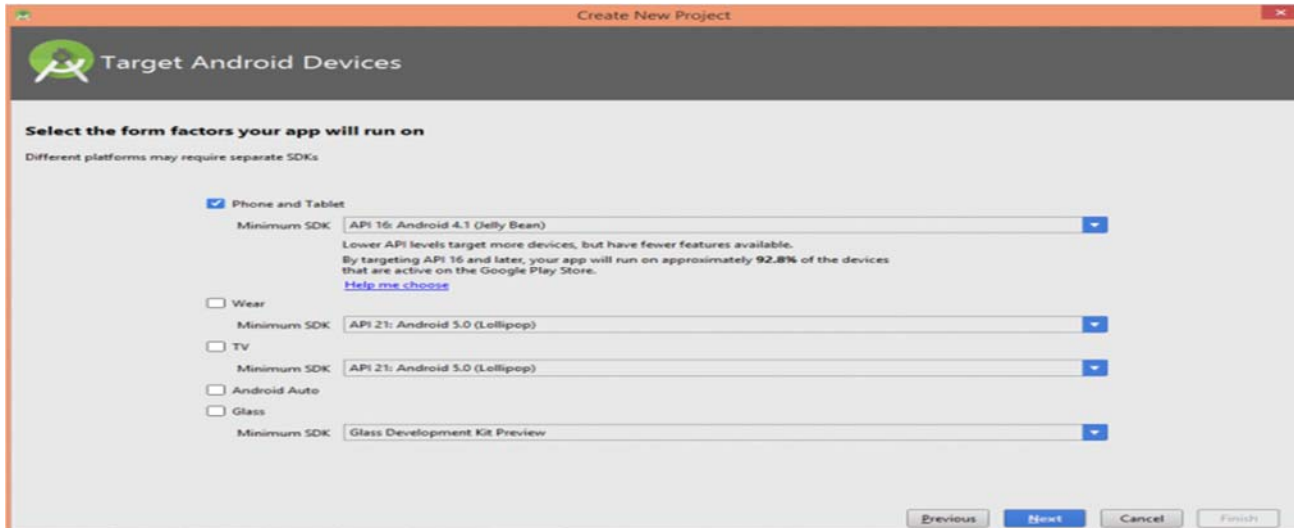 Create New Project
Target Android Devices
Select the form factors your app will run on
Different platforms may require separate SDKs
Phone and Tablet
Minimum SDK API 16: Android 4.1 (Jelly Bean)
Lower API levels target more devices, but have fewer features available.
By targeting API 16 and later, your app will run on approximately 92.8% of the devices
that are active on the Google Play Store.
Help me choose
Wear
Minimum SDK API 21: Android 5.0 (Lollipop)
TV
Minimum SDK API 21: Android 5.0 (Lollipop)
Android Auto
Glass
Minimum SDK Glass Development Kit Preview
Previous Next Cancel Finish